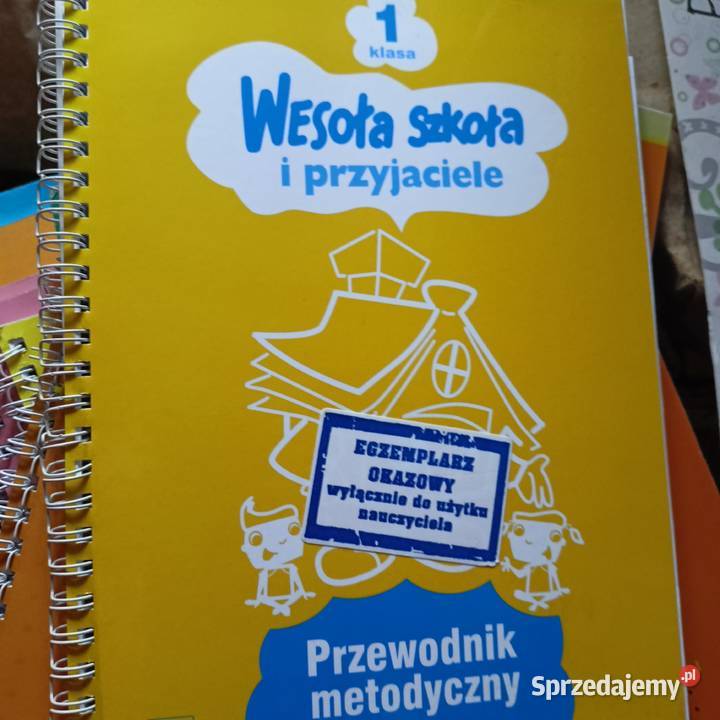 1
klasa
Wesoła szkoła
i przyjaciele
EGZEMPLARZ
OKAZOWY
wyłącznie do użytku
nauczyciela
Przewodnik
metodyczny
Sprzedajemy.pl